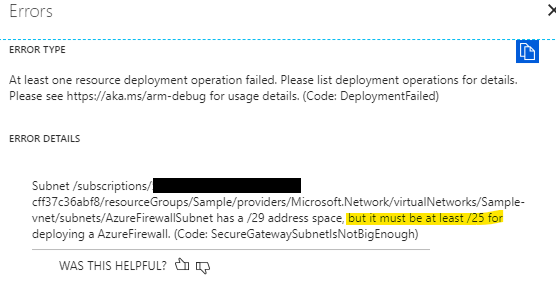 Errors
ERROR TYPE
At least one resource deployment operation failed. Please list deployment operations for details.
Please see https://aka.ms/arm-debug for usage details. (Code: DeploymentFailed)
ERROR DETAILS
Subnet /subscriptions/
cff37c36abf8/resourceGroups/Sample/providers/Microsoft.Network/virtualNetworks/Sample-
vnet/subnets/AzureFirewallSubnet has a /29 address space, but it must be at least /25 for
deploying a AzureFirewall. (Code: SecureGatewaySubnetIsNotBigEnough)
WAS THIS HELPFUL?